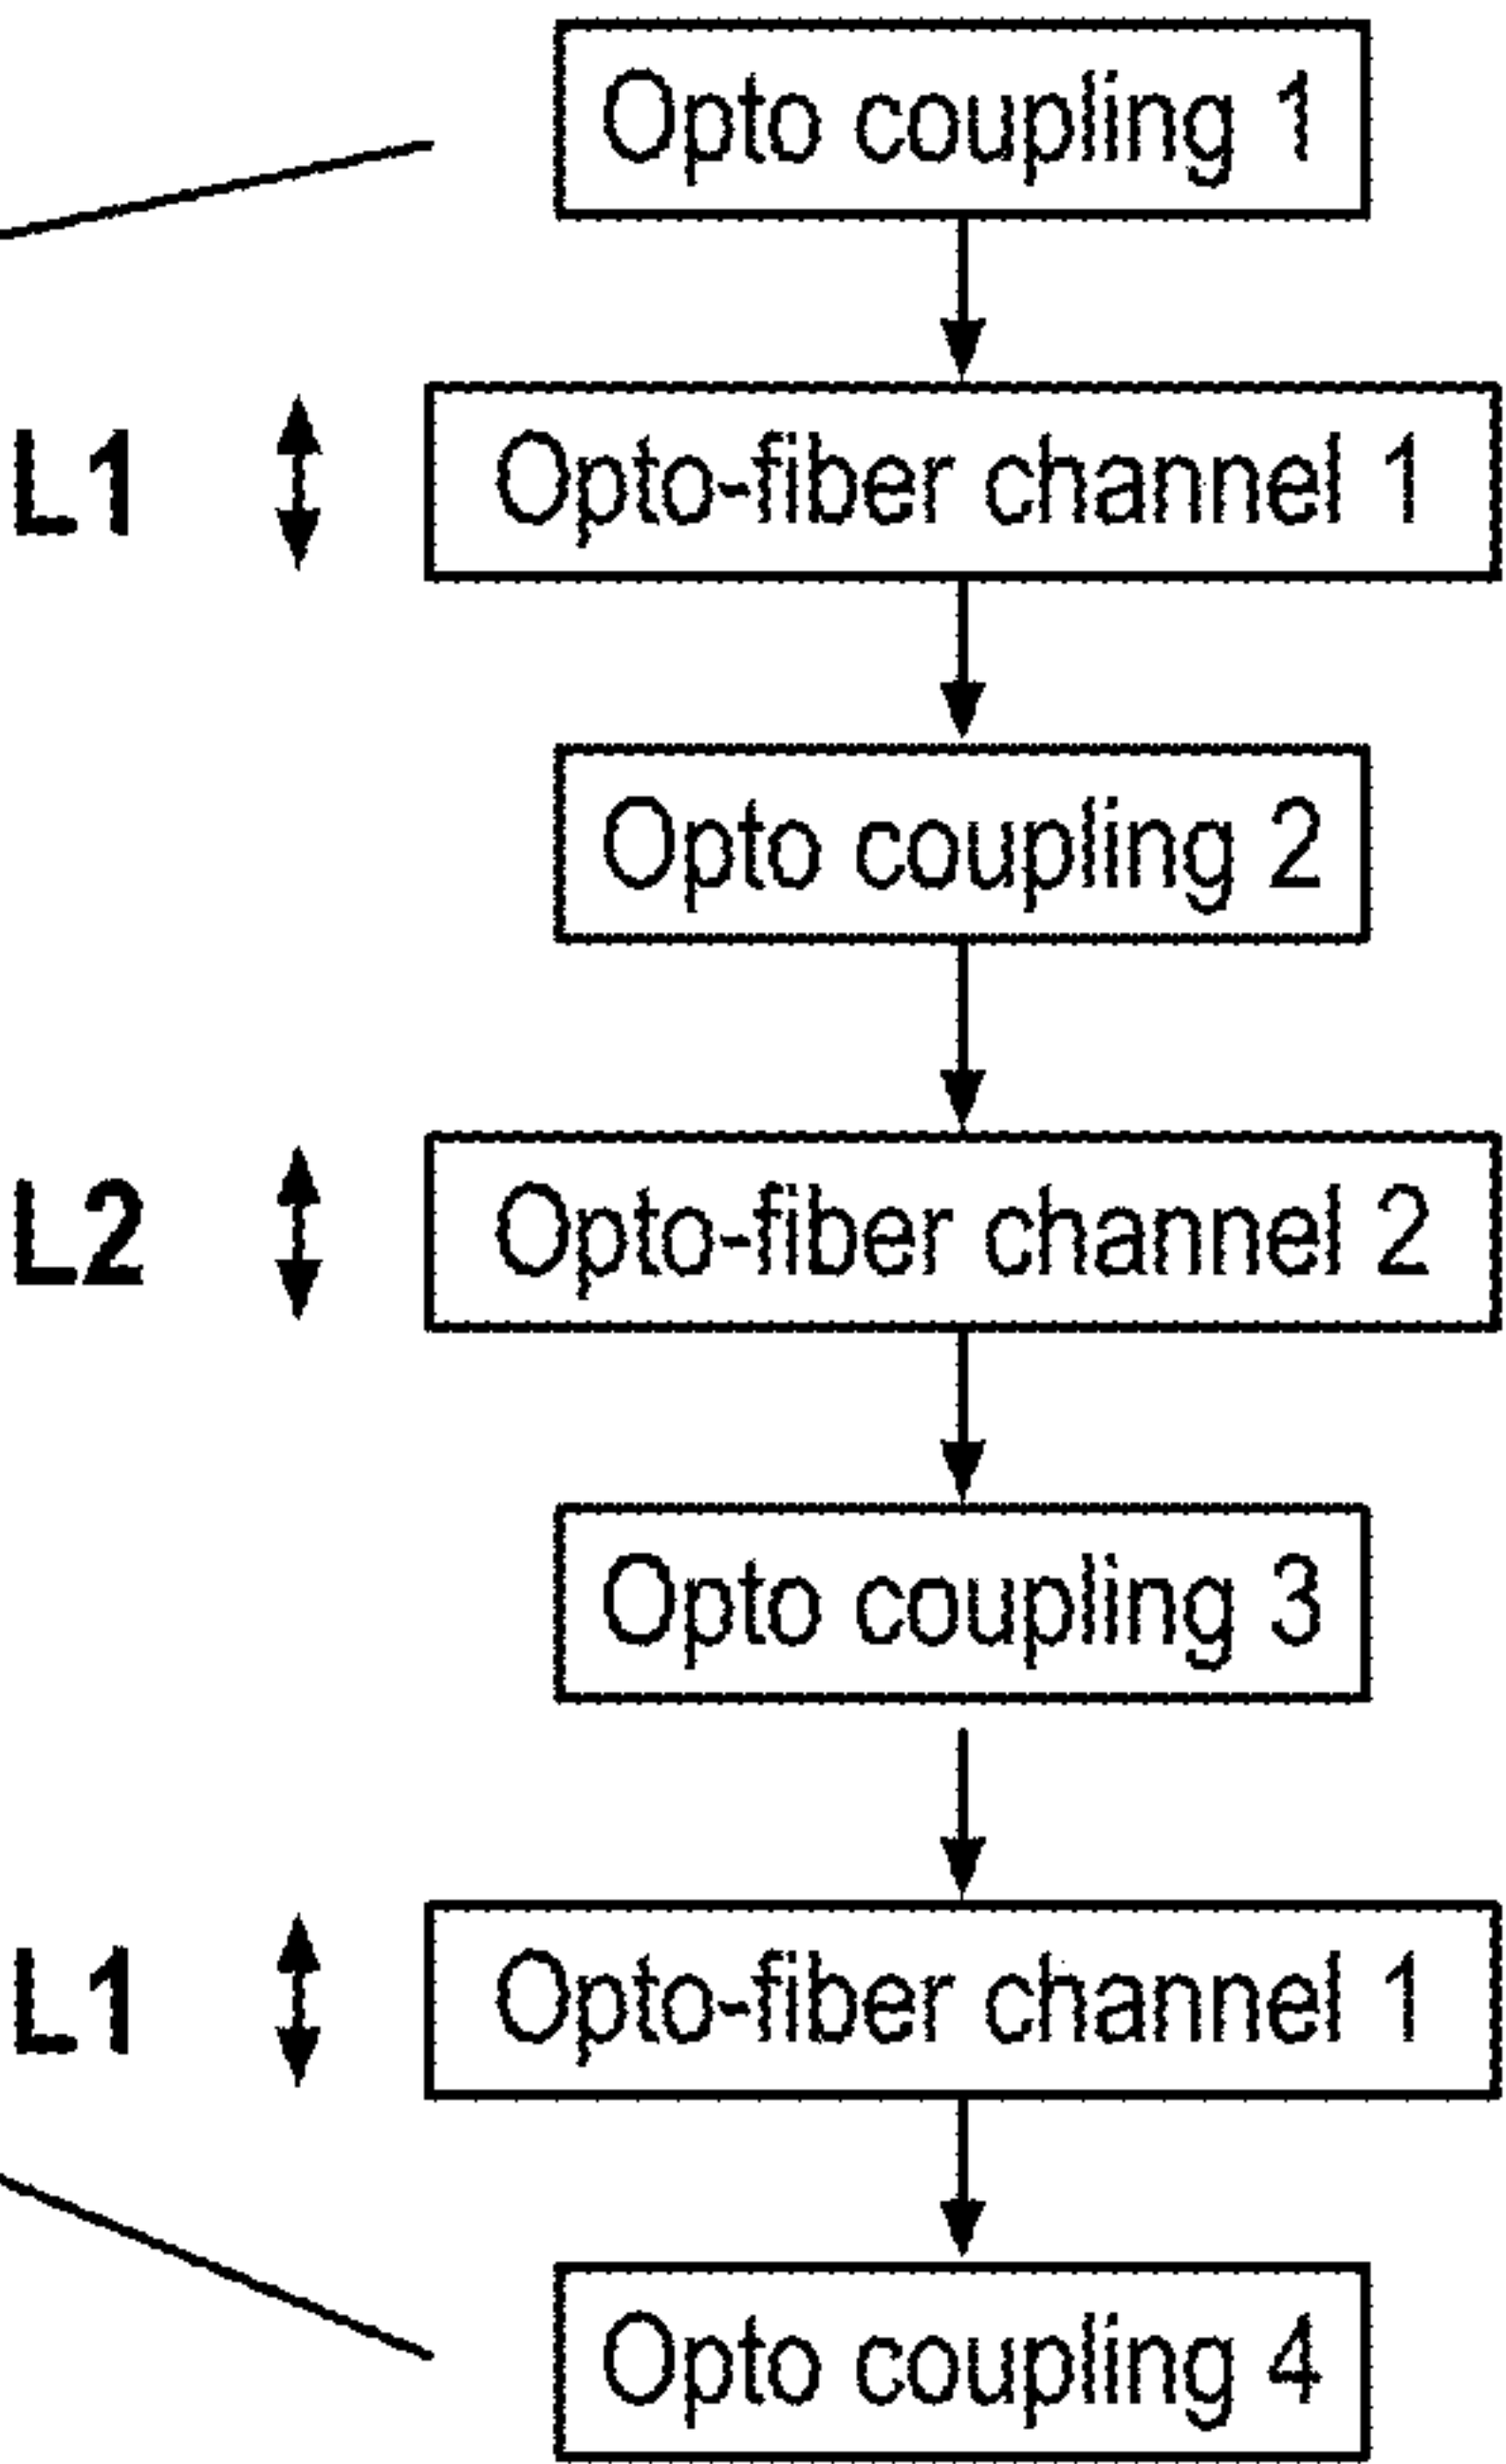 Opto coupling 1
L1
Opto-fiber channel 1
Opto coupling 2
L2
Opto-fiber channel 2
Opto coupling 3
L1
Opto-fiber channel 1
Opto coupling 4